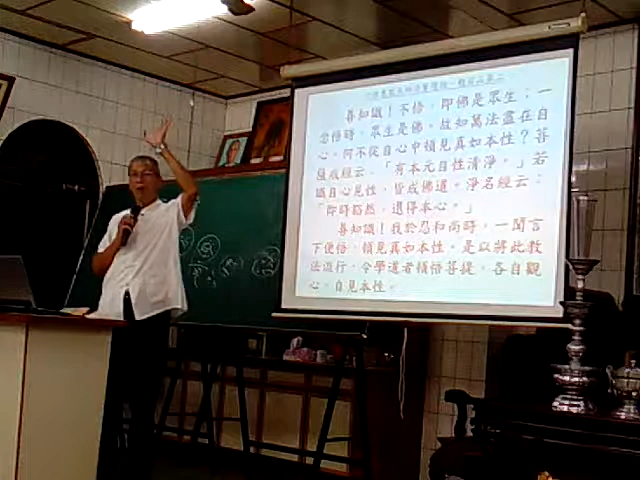 善知識！不悟，即佛是眾生；一
念悟時，眾生是佛。故知萬法盡在自
心，何不從自心中頓見真如本性？菩
薩戒經云：「有本元自性清淨。」若
識自心見性，皆成佛道。淨名經云：
「即時豁然，還得本心。」
善知識！我於忍和尚時，一聞言
下便悟，頓見真如本性。是以將此教
法流行，令學道者頓悟菩提，各自觀
心，自見本性。